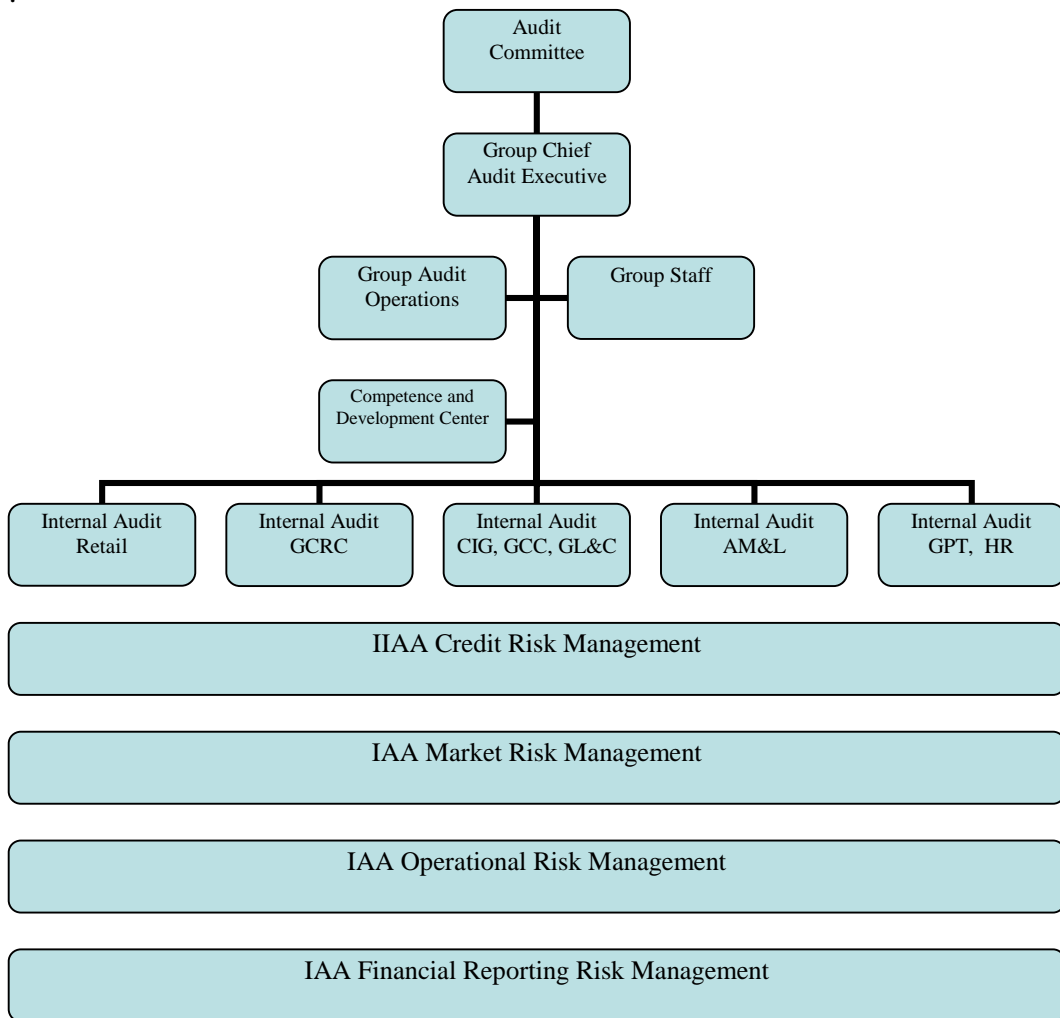 Audit
Committee
Group Chief
Audit Executive
Group Audit
Operations
Group Staff
Competence and
Development Center
Internal Audit
Retail
Internal Audit
GCRC
Internal Audit
CIG, GCC, GL&C
Internal Audit
AM&L
Internal Audit
GPT, HR
IIAA Credit Risk Management
IAA Market Risk Management
IAA Operational Risk Management
IAA Financial Reporting Risk Management